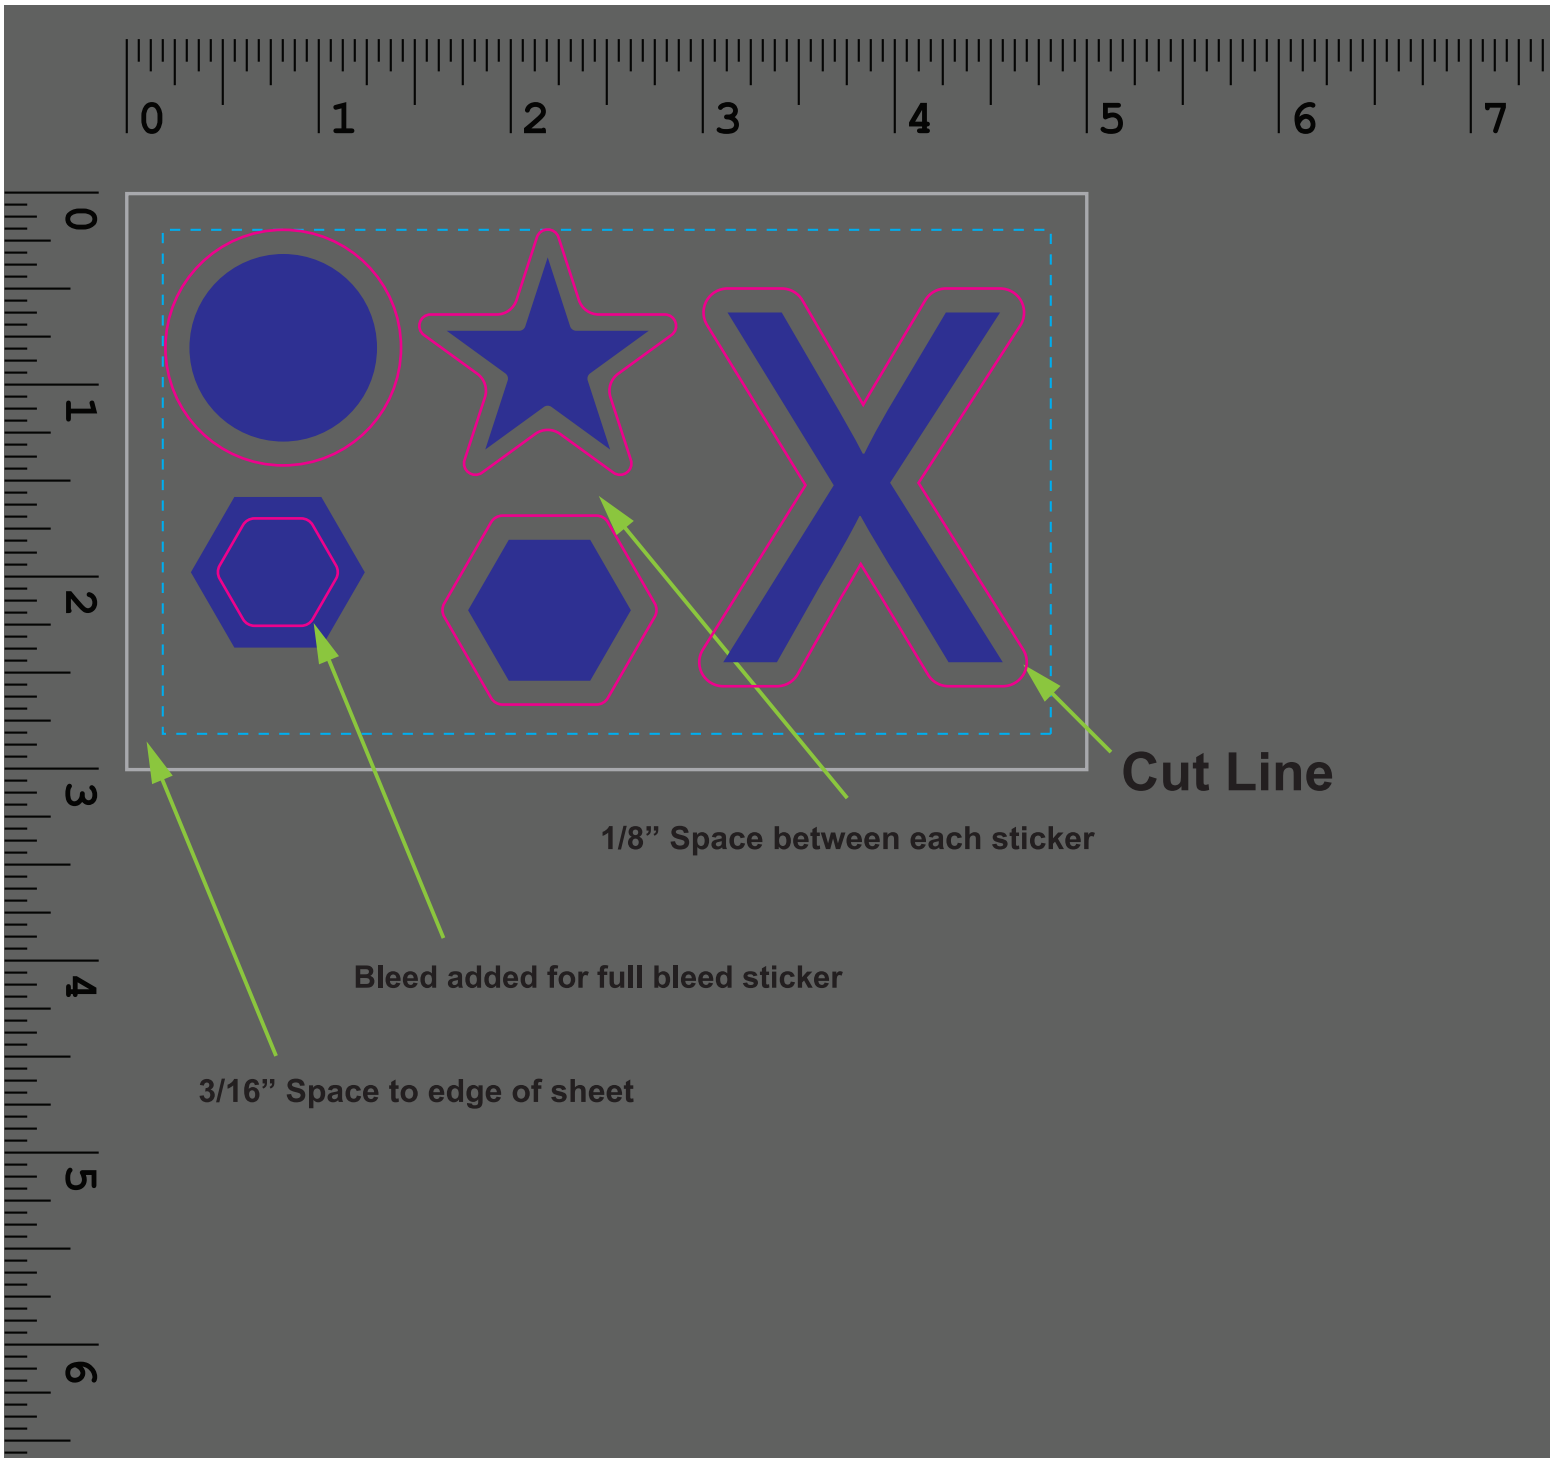 0 1 2 3 4 5 6 7
0
1
2
3
4
5
6
Cut Line
1/8” Space between each sticker
Bleed added for full bleed sticker
3/16” Space to edge of sheet